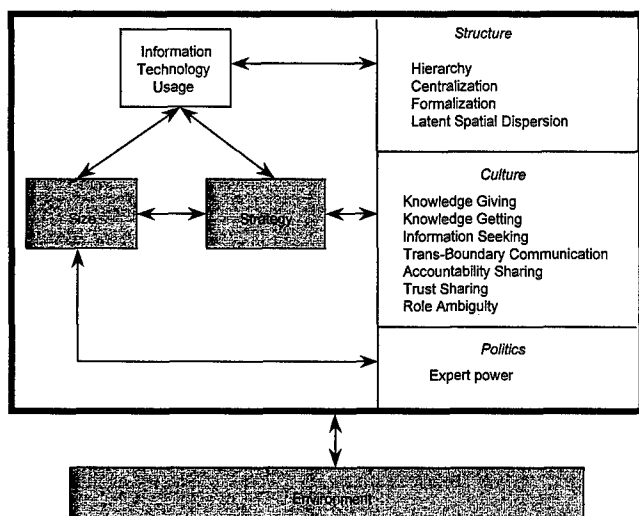 Information
Technology
Usage
Size
Strategy
Structure
Hierarchy
Centralization
Formalization
Latent Spatial Dispersion
Culture
Knowledge Giving
Knowledge Getting
Information Seeking
Trans-Boundary Communication
Accountability Sharing
Trust Sharing
Role Ambiguity
Politics
Expert power
Environment